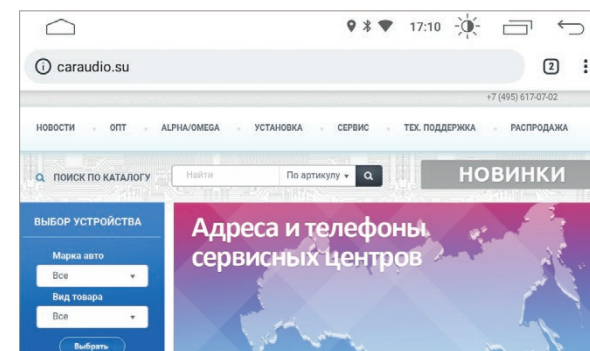 17:10
caraudio.su
2
+7 (495) 617-07-02
НОВОСТИ ОПТ ALPHA/OMEGA УСТАНОВКА СЕРВИС ТЕХ. ПОДДЕРЖКА РАСПРОДАЖА
ПОИСК ПО КАТАЛОГУ Найти По артикулу НОВИНКИ
ВЫБОР УСТРОЙСТВА
Марка авто
Все
Вид товара
Все
Выбрать
Адреса и телефоны
сервисных центров